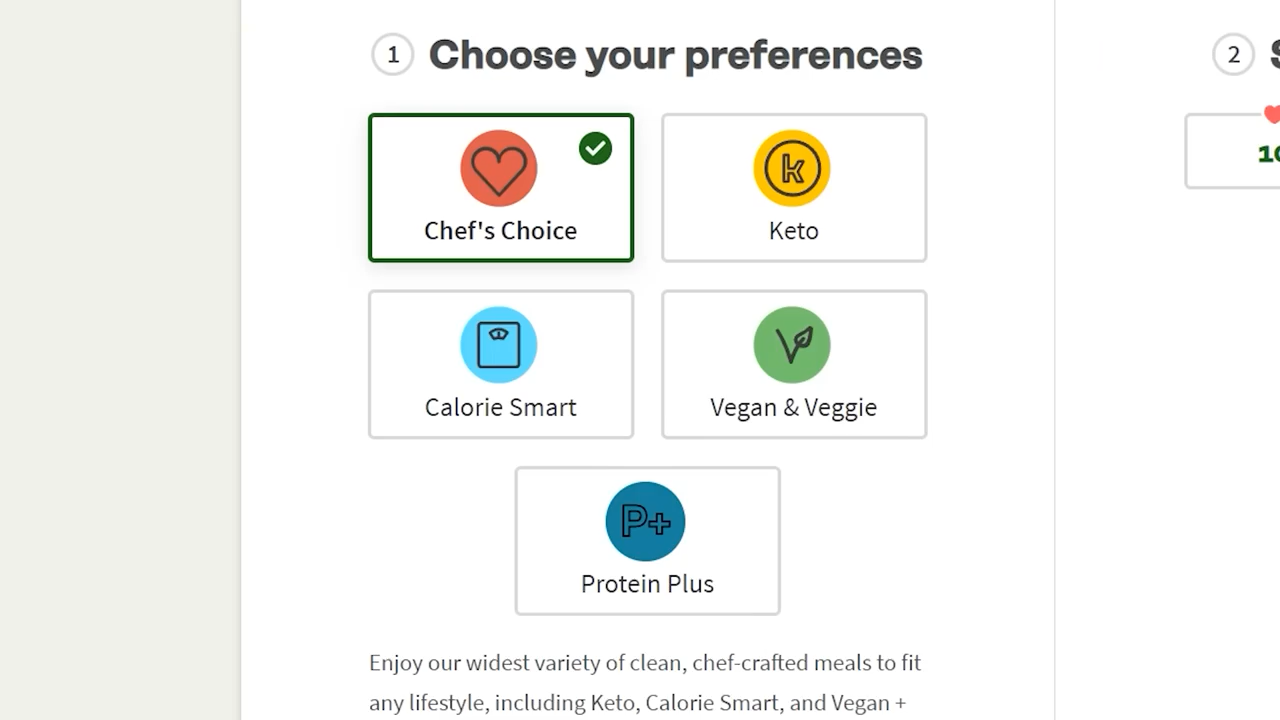 1 Choose your preferences
2
10
Chef's Choice
k
Keto
Calorie Smart
Vegan & Veggie
P+
Protein Plus
Enjoy our widest variety of clean, chef-crafted meals to fit
any lifestyle, including Keto, Calorie Smart, and Vegan +